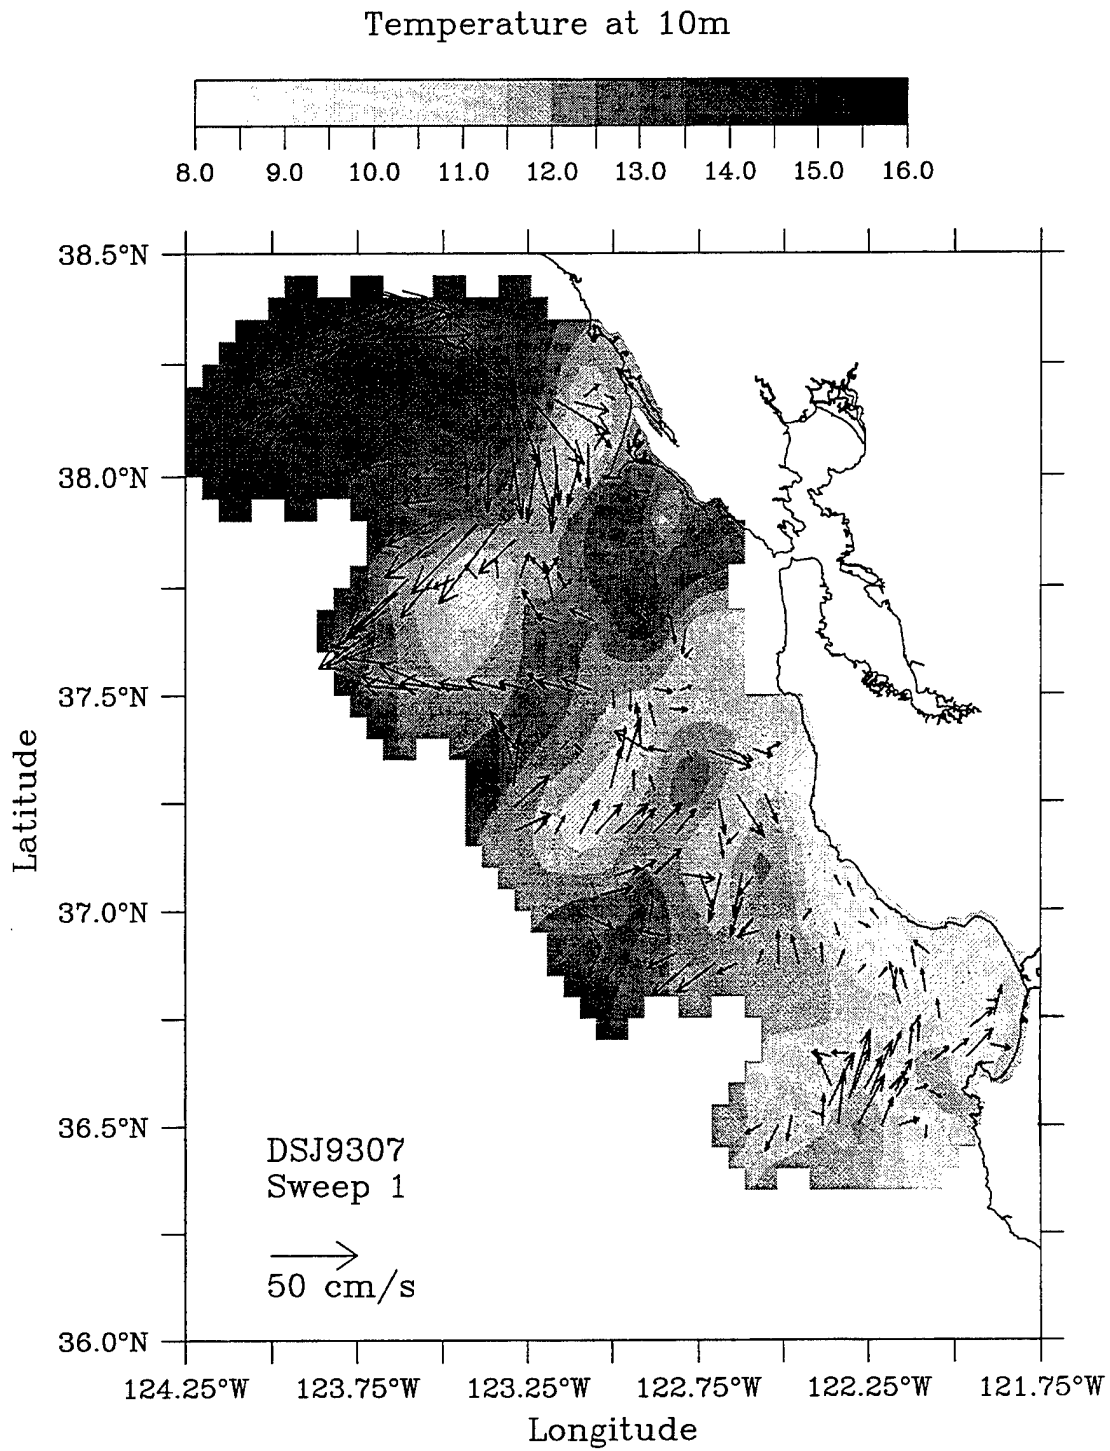 Temperature at 10m
8.0 9.0 10.0 11.0 12.0 13.0 14.0 15.0 16.0
38.5°N
38.0°N
37.5°N
37.0°N
36.5°N
36.0°N
Latitude
DSJ9307
Sweep 1
50 cm/s
124.25°W 123.75°W 123.25°W 122.75°W 122.25°W 121.75°W
Longitude